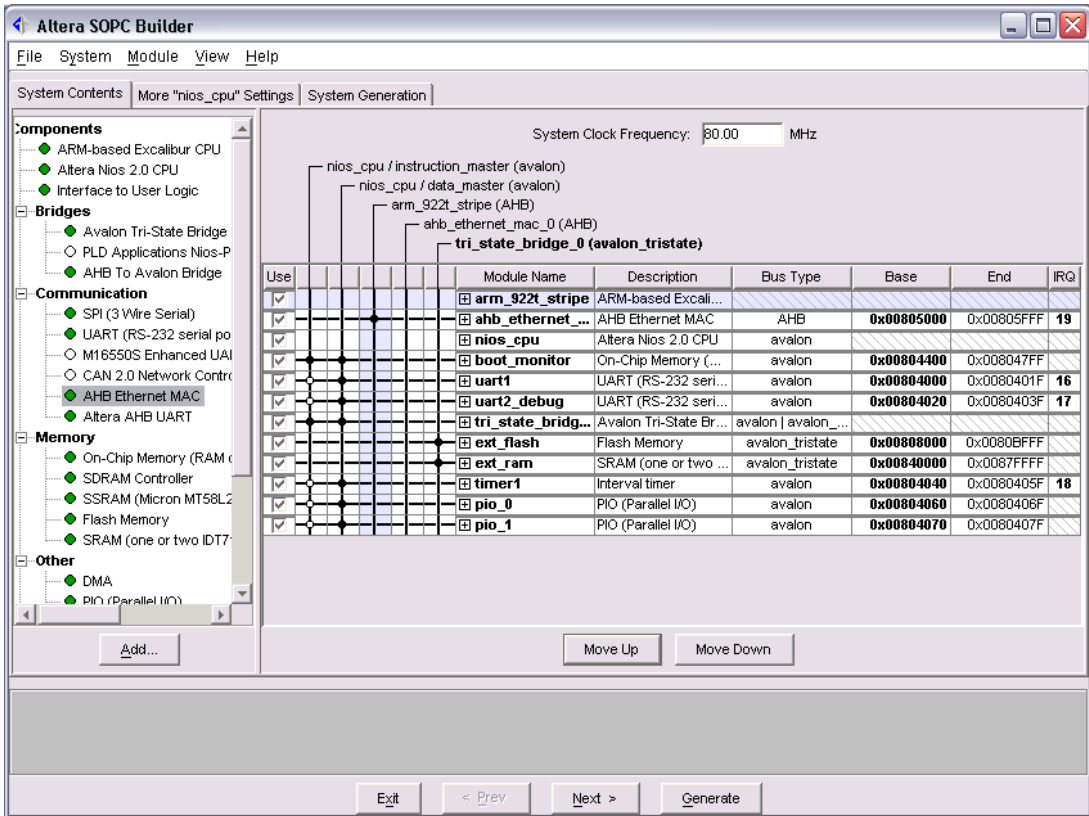 Altera SOPC Builder
File System Module View Help
System Contents More "nios_cpu" Settings System Generation
Components
ARM-based Excalibur CPU
Altera Nios 2.0 CPU
Interface to User Logic
Bridges
Avalon Tri-State Bridge
PLD Applications Nios-P
AHB To Avalon Bridge
Communication
SPI (3 Wire Serial)
UART (RS-232 serial po
M16550S Enhanced UAI
CAN 2.0 Network Contr
AHB Ethernet MAC
Altera AHB UART
Memory
On-Chip Memory (RAM
SDRAM Controller
SSRAM (Micron MT58L2
Flash Memory
SRAM (one or two IDT7
Other
DMA
PIO (Parallel I/O)
Add...
System Clock Frequency: 80.00 MHz
nios_cpu / instruction_master (avalon)
nios_cpu / data_master (avalon)
arm_922t_stripe (AHB)
ahb_ethernet_mac_0 (AHB)
tri_state_bridge_0 (avalon_tristate)
Use Module Name Description Bus Type Base End IRQ
arm_922t_stripe ARM-based Excali...
ahb_ethernet_... AHB Ethernet MAC AHB 0x00805000 0x00805FFF 19
nios_cpu Altera Nios 2.0 CPU avalon
boot_monitor On-Chip Memory (... avalon 0x00804400 0x008047FF
uart1 UART (RS-232 seri... avalon 0x00804000 0x0080401F 16
uart2_debug UART (RS-232 seri... avalon 0x00804020 0x0080403F 17
tri_state_bridg... Avalon Tri-State Br... avalon | avalon_...
ext_flash Flash Memory avalon_tristate 0x00808000 0x0080BFFF
ext_ram SRAM (one or two ... avalon_tristate 0x00840000 0x0087FFFF
timer1 Interval timer avalon 0x00804040 0x0080405F 18
pio_0 PIO (Parallel I/O) avalon 0x00804060 0x0080406F
pio_1 PIO (Parallel I/O) avalon 0x00804070 0x0080407F
Move Up Move Down
Exit < Prev Next > Generate